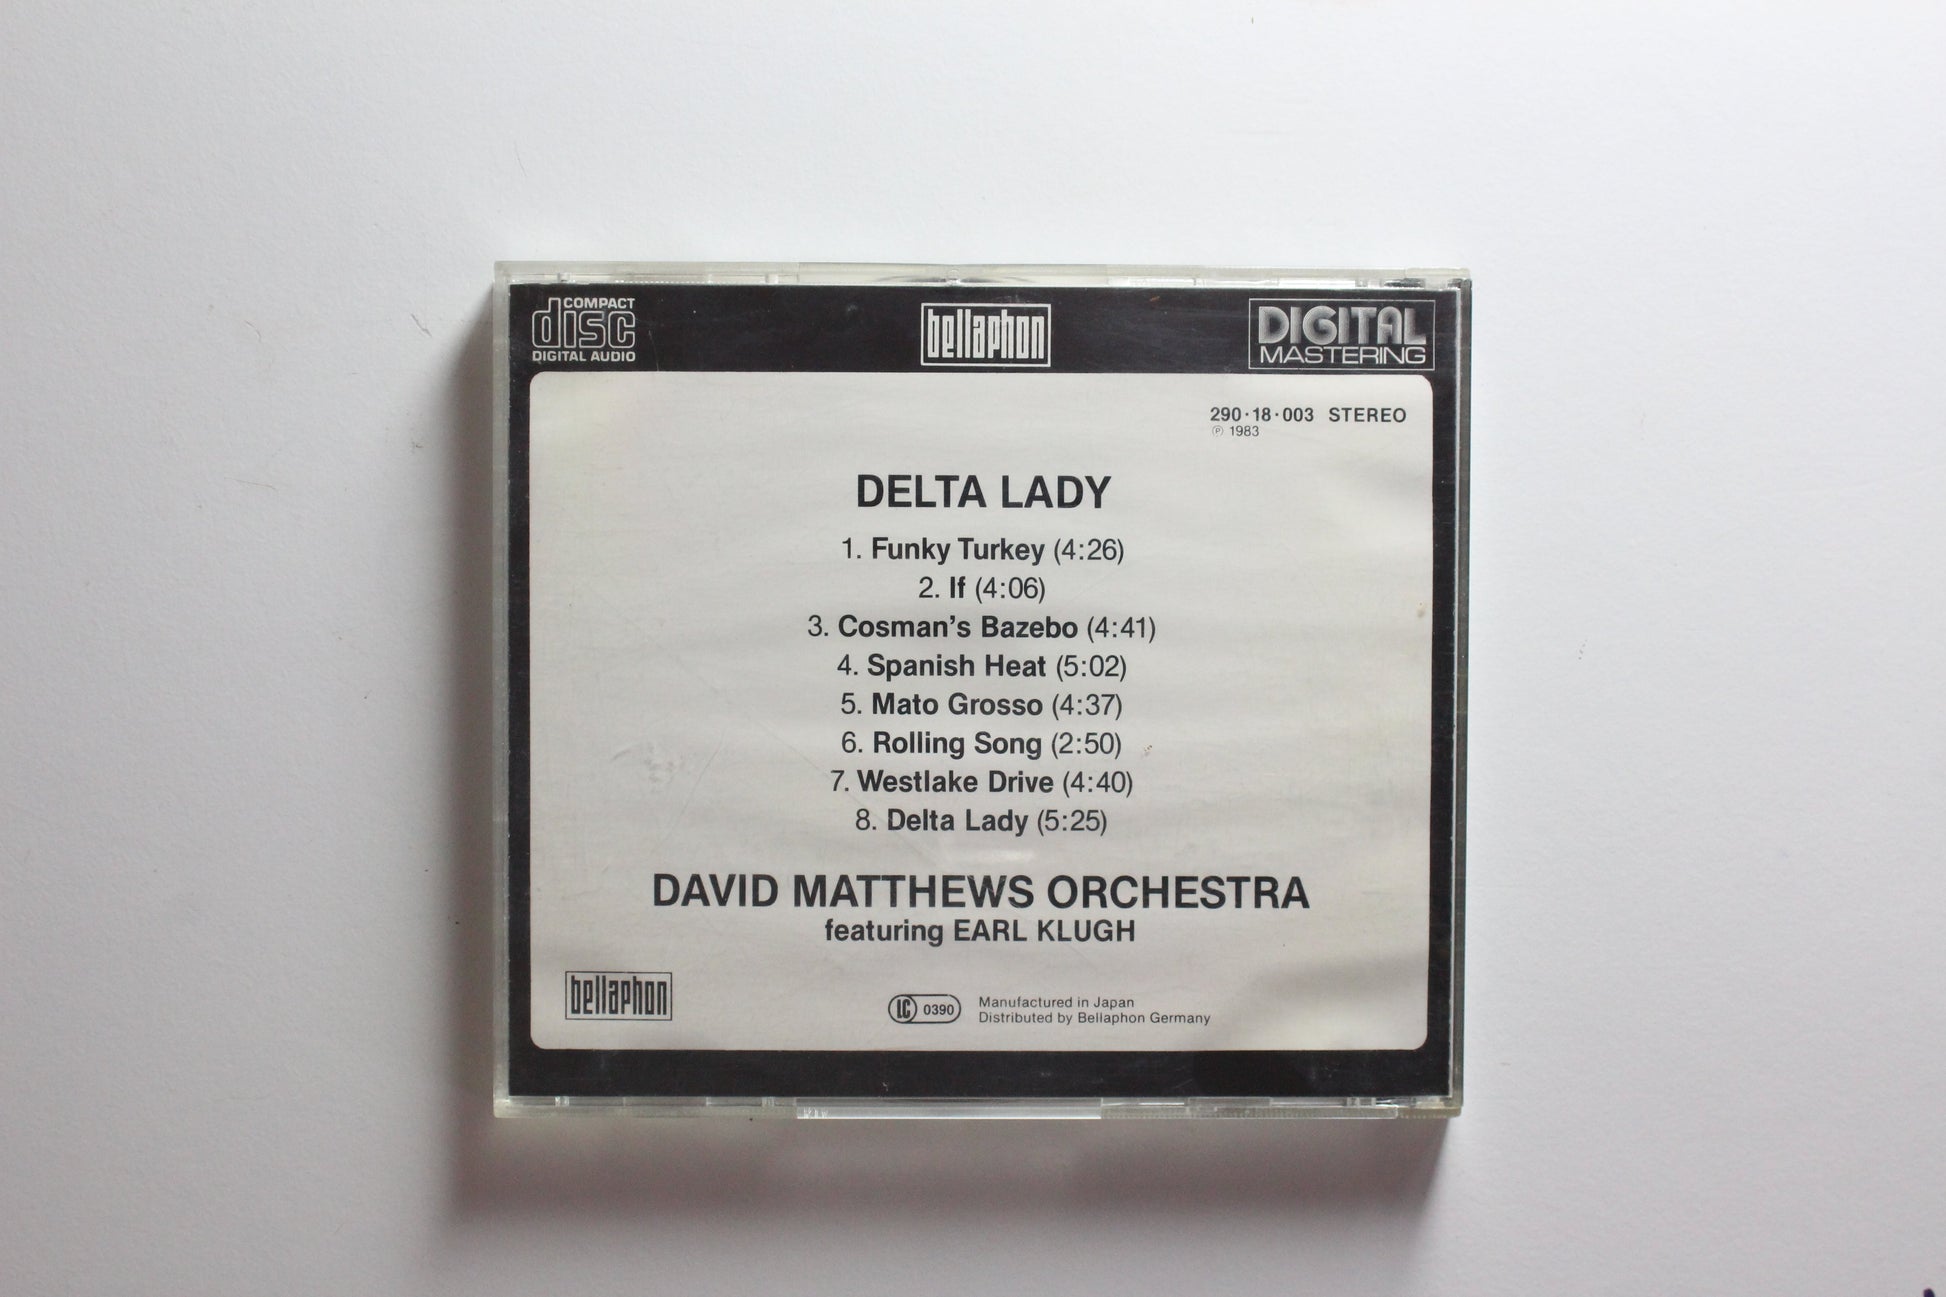 COMPACT
disc
DIGITAL AUDIO
bellaphon
DIGITAL
MASTERING
290·18·003 STEREO
℗ 1983
DELTA LADY
1. Funky Turkey (4:26)
2. If (4:06)
3. Cosman's Bazebo (4:41)
4. Spanish Heat (5:02)
5. Mato Grosso (4:37)
6. Rolling Song (2:50)
7. Westlake Drive (4:40)
8. Delta Lady (5:25)
DAVID MATTHEWS ORCHESTRA
featuring EARL KLUGH
bellaphon
LC 0390
Manufactured in Japan
Distributed by Bellaphon Germany